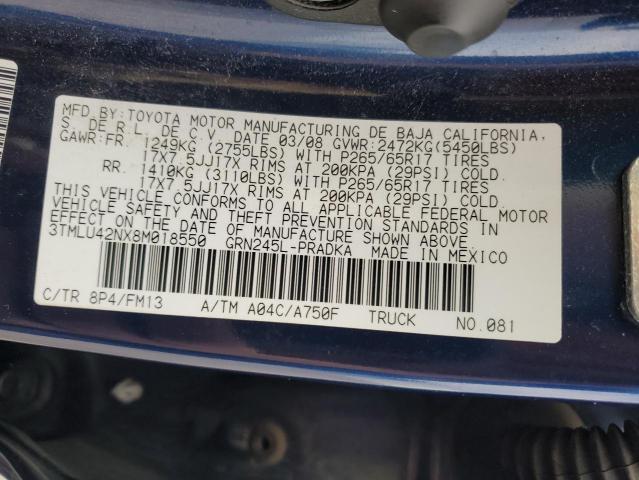 MFD.BY:TOYOTA MOTOR MANUFACTURING DE BAJA CALIFORNIA,
S. DE R.L. DE C.V. DATE 03/08 GVWR:2472KG(5450LBS)
GAWR:FR. 1249KG (2755LBS) WITH P265/65R17 TIRES
17X7.5JJ17X RIMS AT 200KPA (29PSI) COLD
RR. 1410KG (3110LBS) WITH P265/65R17 TIRES
17X7.5JJ17X RIMS AT 200KPA (29PSI) COLD
THIS VEHICLE CONFORMS TO ALL APPLICABLE FEDERAL MOTOR
VEHICLE SAFETY AND THEFT PREVENTION STANDARDS IN
EFFECT ON THE DATE OF MANUFACTURE SHOWN ABOVE.
3TMLU42NX8M018550 GRN245L-PRADKA MADE IN MEXICO
C/TR 8P4/FM13 A/TM A04C/A750F TRUCK NO.081